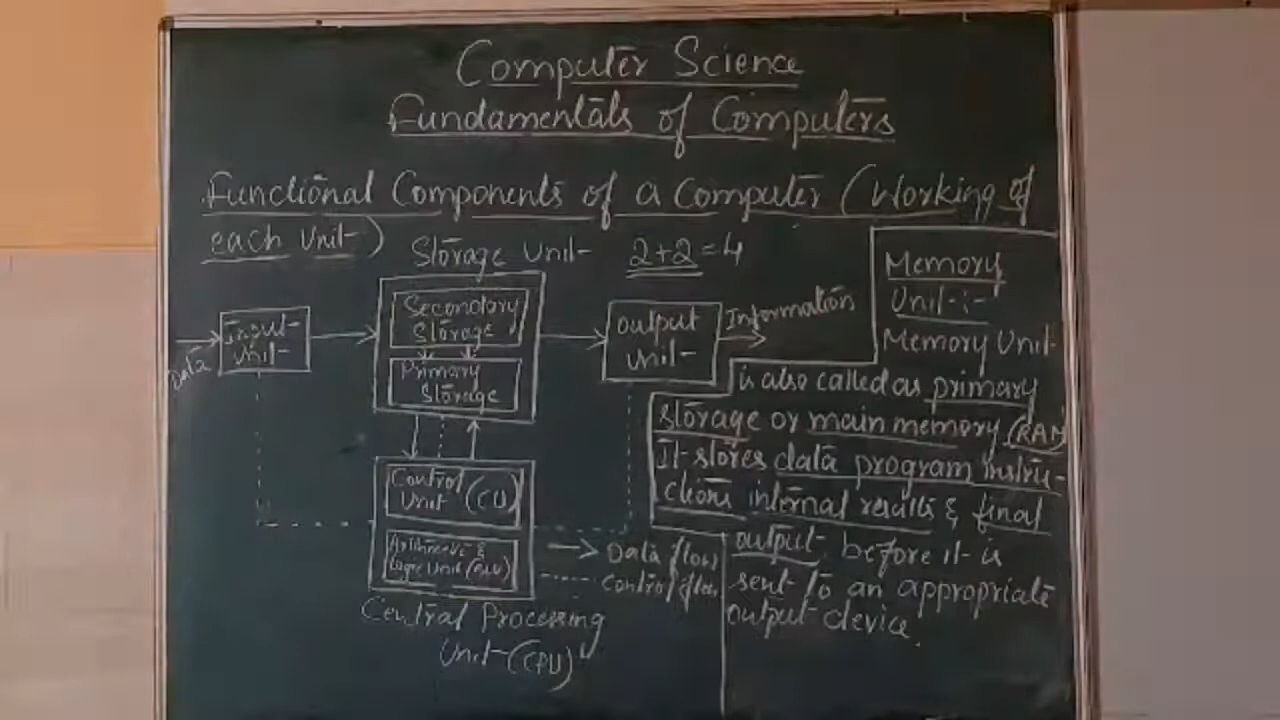 Computer Science
Fundamentals of Computers
Functional Components of a Computer (Working of
each Unit)
Storage Unit 2+2=4
Data
Input
Unit
Secondary
Storage
Primary
Storage
Output
Unit
Information
Control
Unit (CU)
Arithmetic &
Logic Unit (ALU)
Central Processing
Unit (CPU)
Data flow
Control flow
Memory
Unit :-
Memory Unit
is also called as primary
storage or main memory (RAM)
It stores data program instru-
ctions internal results & final
output before it is
sent to an appropriate
output device.